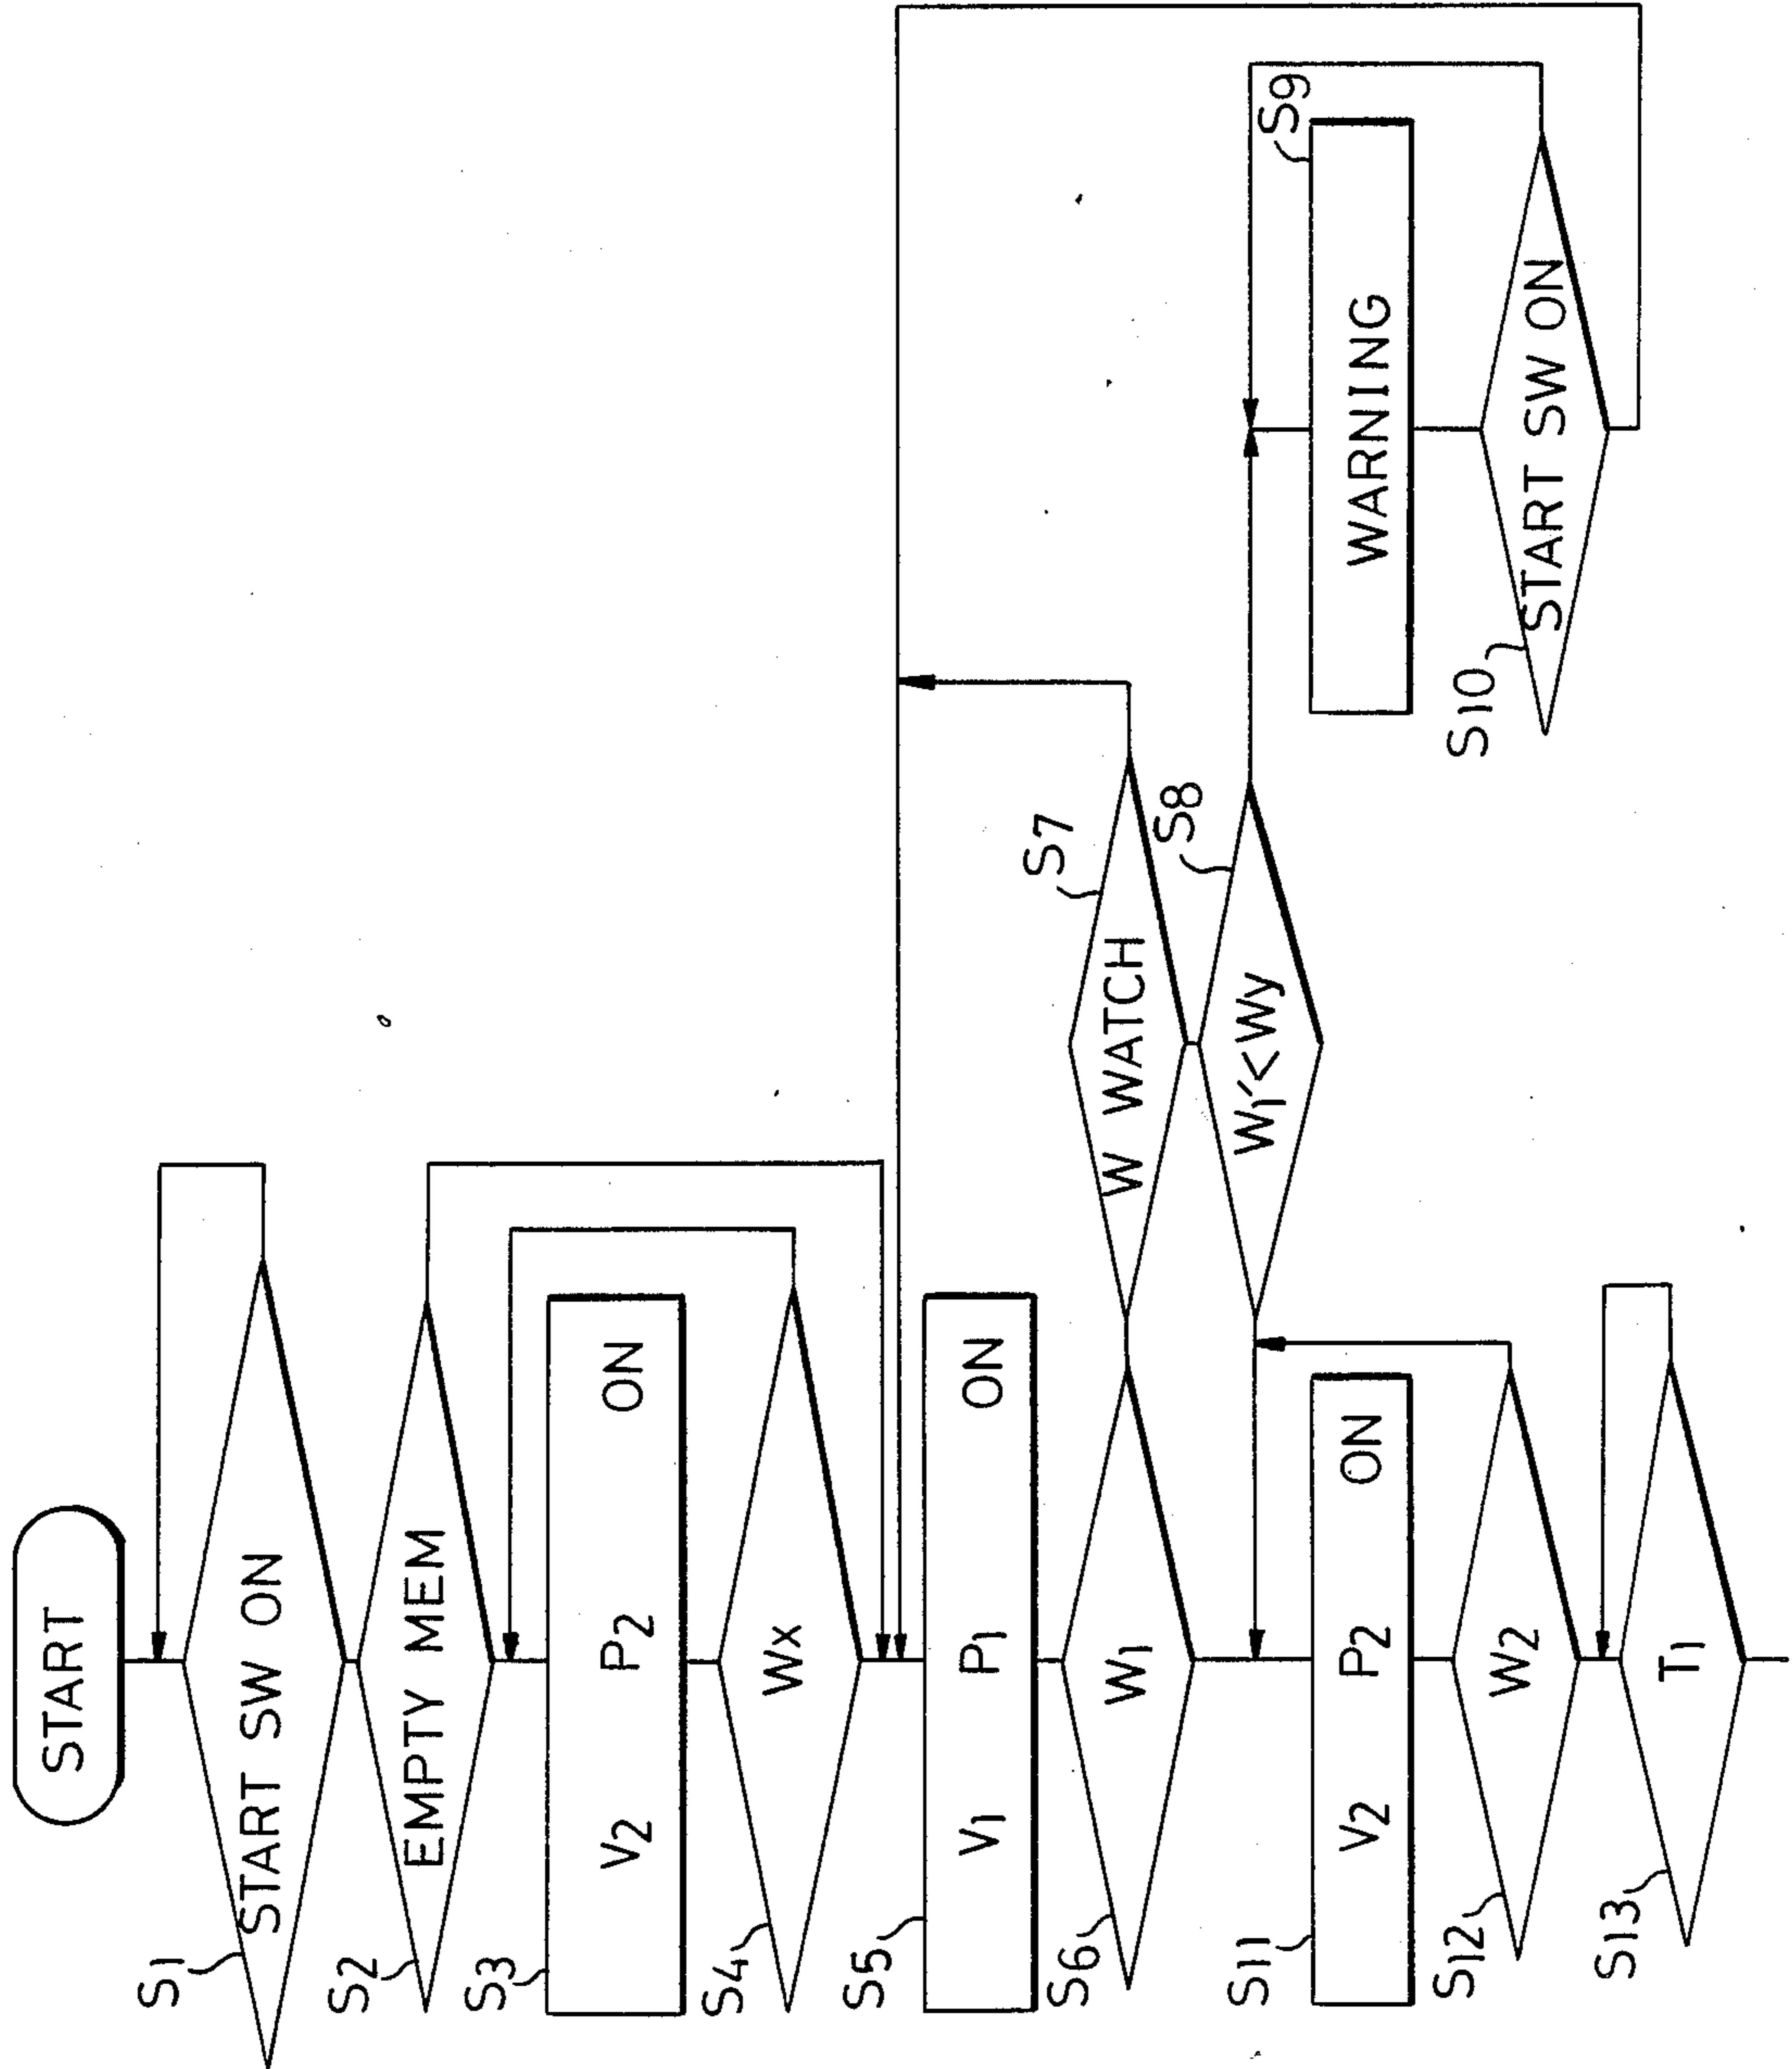 START
S1
START SW ON
S2
EMPTY MEM
S3
V2 P2 ON
S4
Wx
S5
V1 P1 ON
S6
W1
S7
W WATCH
S8
W1'<Wy
S9
WARNING
S10
START SW ON
S11
V2 P2 ON
S12
W2
S13
T1